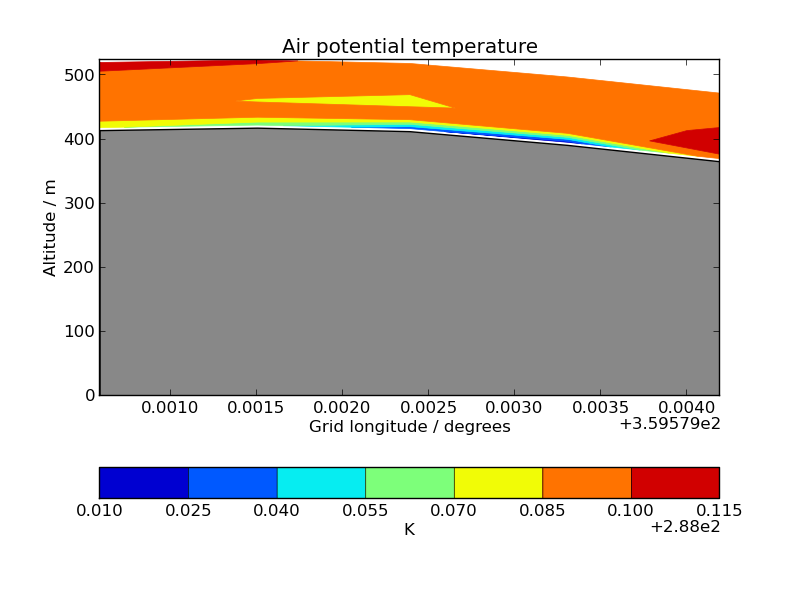 Air potential temperature
Altitude / m
500
400
300
200
100
0
0.0010 0.0015 0.0020 0.0025 0.0030 0.0035 0.0040
Grid longitude / degrees
+3.59579e2
0.010 0.025 0.040 0.055 0.070 0.085 0.100 0.115
K
+2.88e2